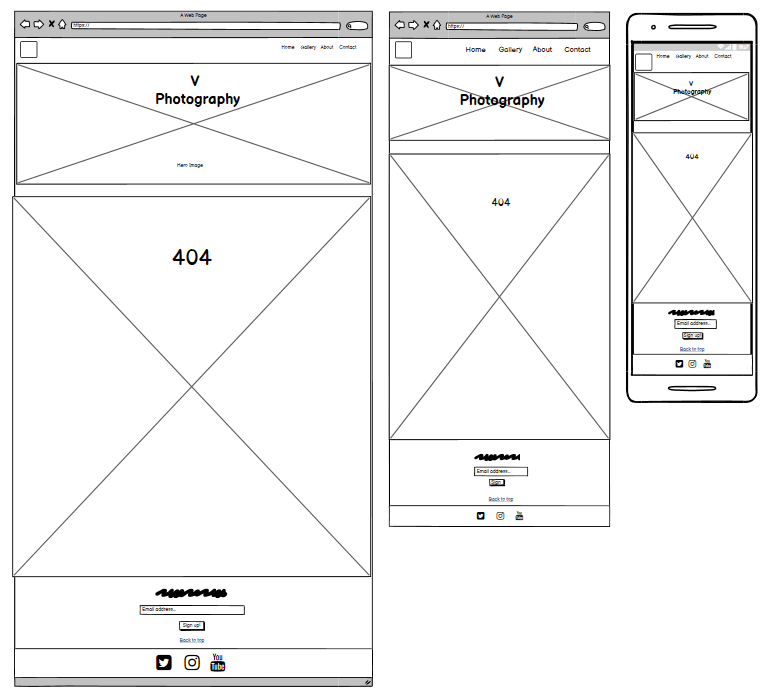 A Web Page
https://
Home Gallery About Contact
V
Photography
Hero Image
404
Email address...
Sign up!
Back to top
You
Tube
A Web Page
https://
Home Gallery About Contact
V
Photography
404
Email address...
Sign
Back to top
You
Tube
Home Gallery About Contact
V
Photography
404
Email address...
Sign up!
Back to top
You
Tube